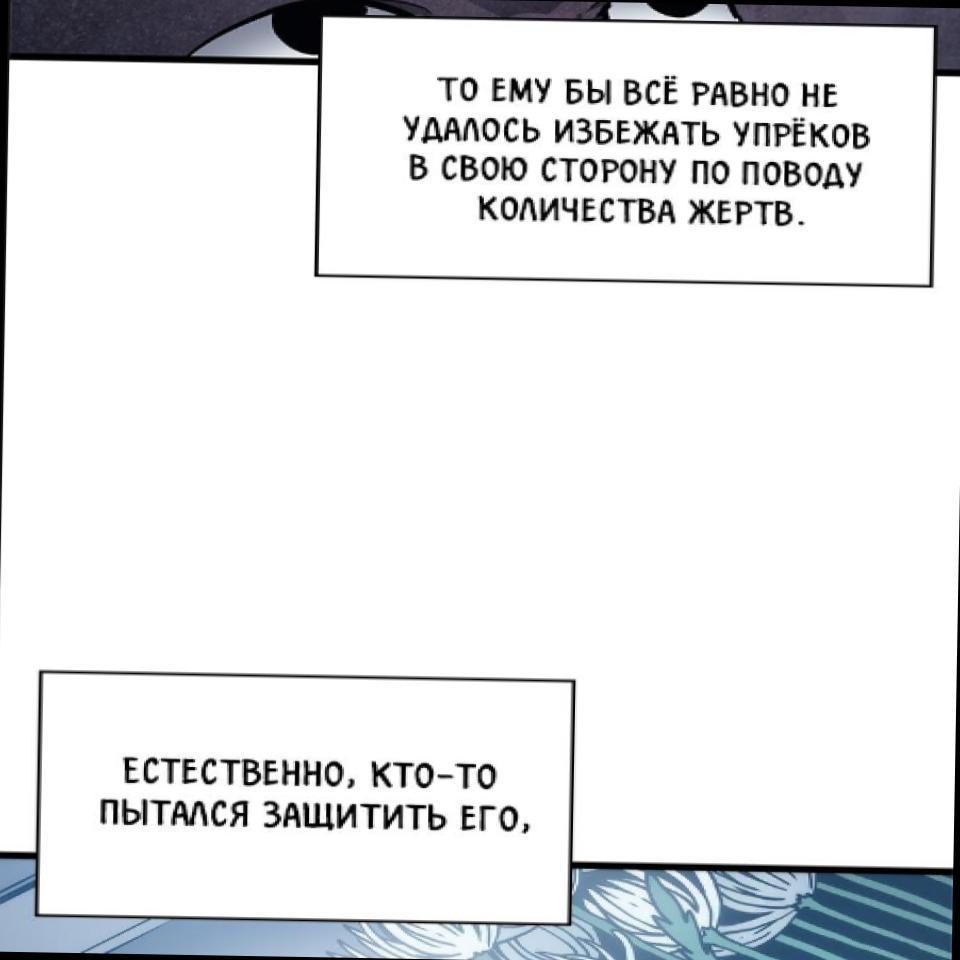 ТО ЕМУ БЫ ВСЁ РАВНО НЕ
УДАЛОСЬ ИЗБЕЖАТЬ УПРЁКОВ
В СВОЮ СТОРОНУ ПО ПОВОДУ
КОЛИЧЕСТВА ЖЕРТВ.
ЕСТЕСТВЕННО, КТО-ТО
ПЫТАЛСЯ ЗАЩИТИТЬ ЕГО,